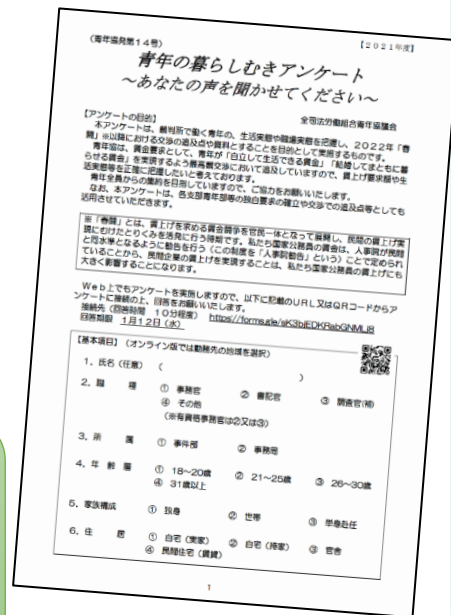 （青年協発第１４号）
【２０２１年度】
青年の暮らしむきアンケート
～あなたの声を聞かせてください～
全司法労働組合青年協議会
【アンケートの目的】
本アンケートは、裁判所で働く青年の、生活実態や職場実態を把握し、２０２２年「春
闘」※以降における交渉の追及点や資料とすることを目的として実施するものです。
青年協は、賃金要求として、青年が「自立して生活できる賃金」「結婚してまともに暮
らせる賃金」を実現するよう最高裁交渉において追及していますので、賃上げ要求額や生
活実態等を正確に把握したいと考えております。
青年全員からの集約を目指していますので、ご協力をお願いいたします。
なお、本アンケートは、各支部青年部等の独自要求の確立や交渉での追及点等としても
活用させていただきます。
※「春闘」とは、賃上げを求める賃金闘争を官民一体となって展開し、民間の賃上げ実
現にむけたとりくみを活発に行う時期です。私たち国家公務員の賃金は、人事院が民間
と同水準となるように勧告を行う（この制度を「人事院勧告」という）ことで定められ
ていることから、民間企業の賃上げを実現することは、私たち国家公務員の賃上げにも
大きく影響することになります。
Ｗｅｂ上でもアンケートを実施しますので、以下に記載のＵＲＬ又はＱＲコードからア
ンケートに接続の上、回答をお願いいたします。
接続先（回答時間　１０分程度） https://forms.gle/sK3bjEDKRabGNMLj8
回答期限　１月１２日（水）
【基本項目】（オンライン版では勤務先の地域を選択）
１．氏名（任意）（　　　）
２．職　種　① 事務官　② 書記官　③ 調査官(補)
④ その他
（※有資格事務官は②又は③）
３．所　属　① 事件部　② 事務局
４．年 齢 層　① １８～２０歳　② ２１～２５歳　③ ２６～３０歳
④ ３１歳以上
５．家族構成　① 独身　② 世帯　③ 単身赴任
６．住　居　① 自宅（実家）　② 自宅（持家）　③ 官舎
④ 民間住宅（賃貸）
1